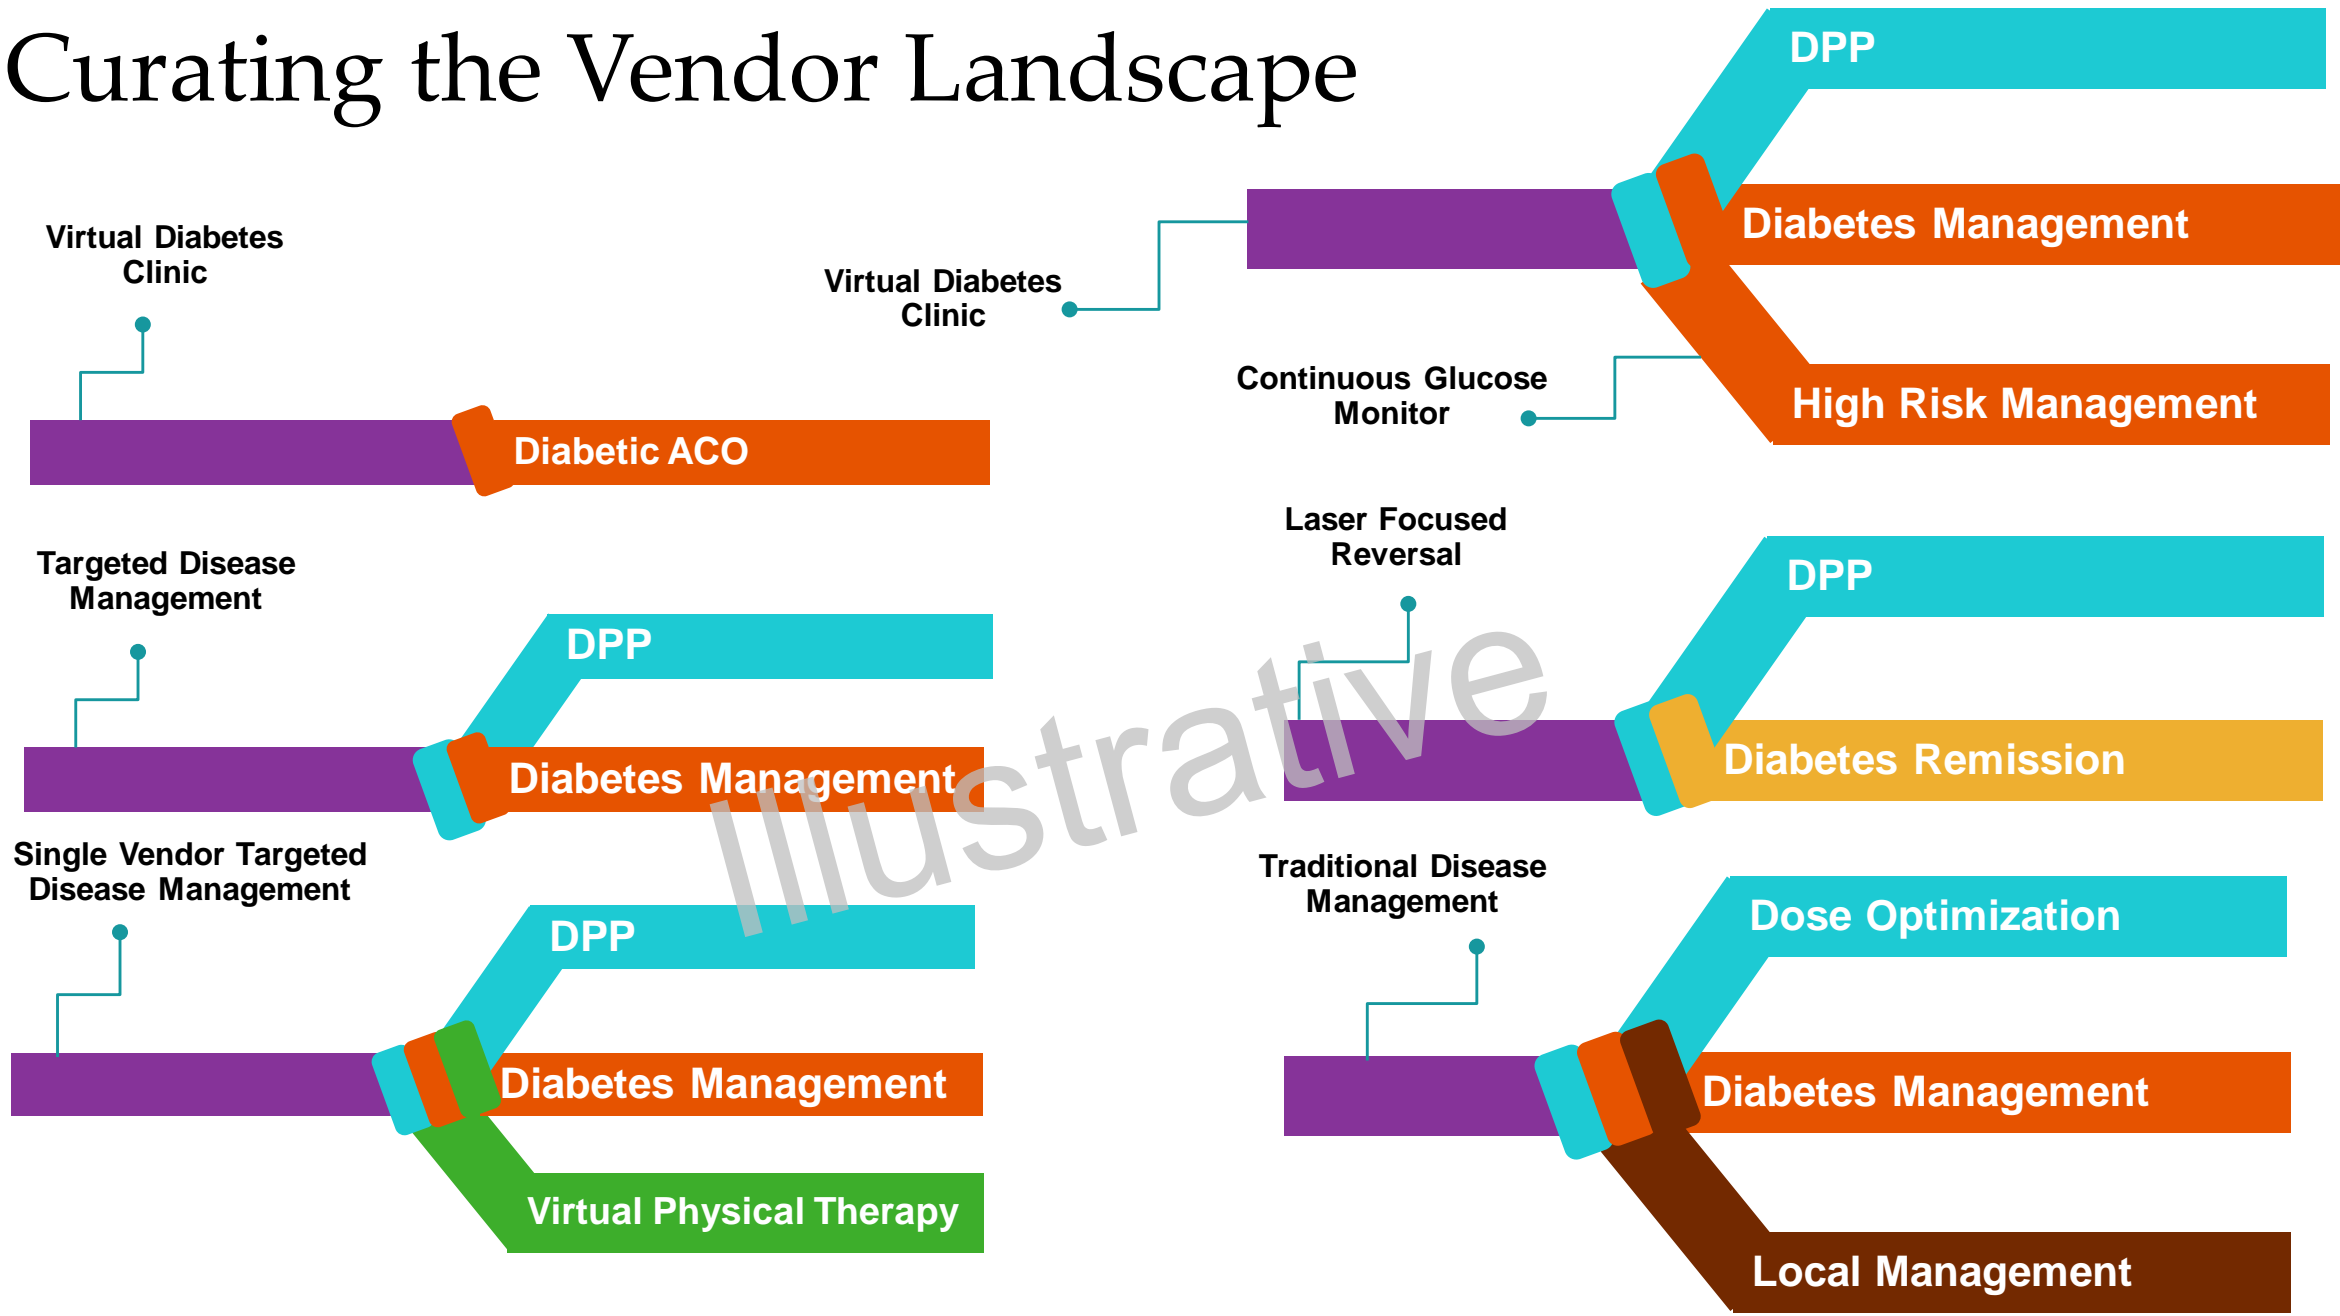 Curating the Vendor Landscape
Virtual Diabetes
Clinic
Diabetic ACO
Targeted Disease
Management
DPP
Diabetes Management
Single Vendor Targeted
Disease Management
DPP
Diabetes Management
Virtual Physical Therapy
Virtual Diabetes
Clinic
DPP
Diabetes Management
Continuous Glucose
Monitor
High Risk Management
Laser Focused
Reversal
DPP
Diabetes Remission
Traditional Disease
Management
Dose Optimization
Diabetes Management
Local Management
Illustrative